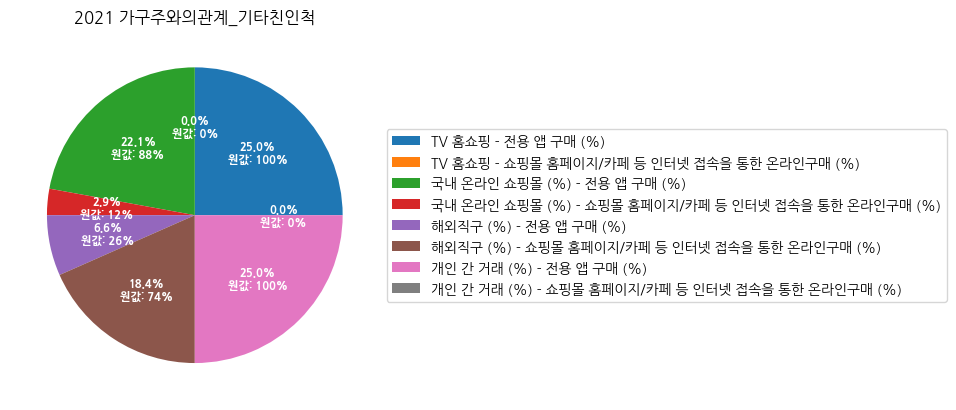 2021 가구주와의관계_기타친인척
0.0%
원값: 0%
25.0%
원값: 100%
22.1%
원값: 88%
2.9%
원값: 12%
6.6%
원값: 26%
18.4%
원값: 74%
25.0%
원값: 100%
0.0%
원값: 0%
TV 홈쇼핑 - 전용 앱 구매 (%)
TV 홈쇼핑 - 쇼핑몰 홈페이지/카페 등 인터넷 접속을 통한 온라인구매 (%)
국내 온라인 쇼핑몰 (%) - 전용 앱 구매 (%)
국내 온라인 쇼핑몰 (%) - 쇼핑몰 홈페이지/카페 등 인터넷 접속을 통한 온라인구매 (%)
해외직구 (%) - 전용 앱 구매 (%)
해외직구 (%) - 쇼핑몰 홈페이지/카페 등 인터넷 접속을 통한 온라인구매 (%)
개인 간 거래 (%) - 전용 앱 구매 (%)
개인 간 거래 (%) - 쇼핑몰 홈페이지/카페 등 인터넷 접속을 통한 온라인구매 (%)